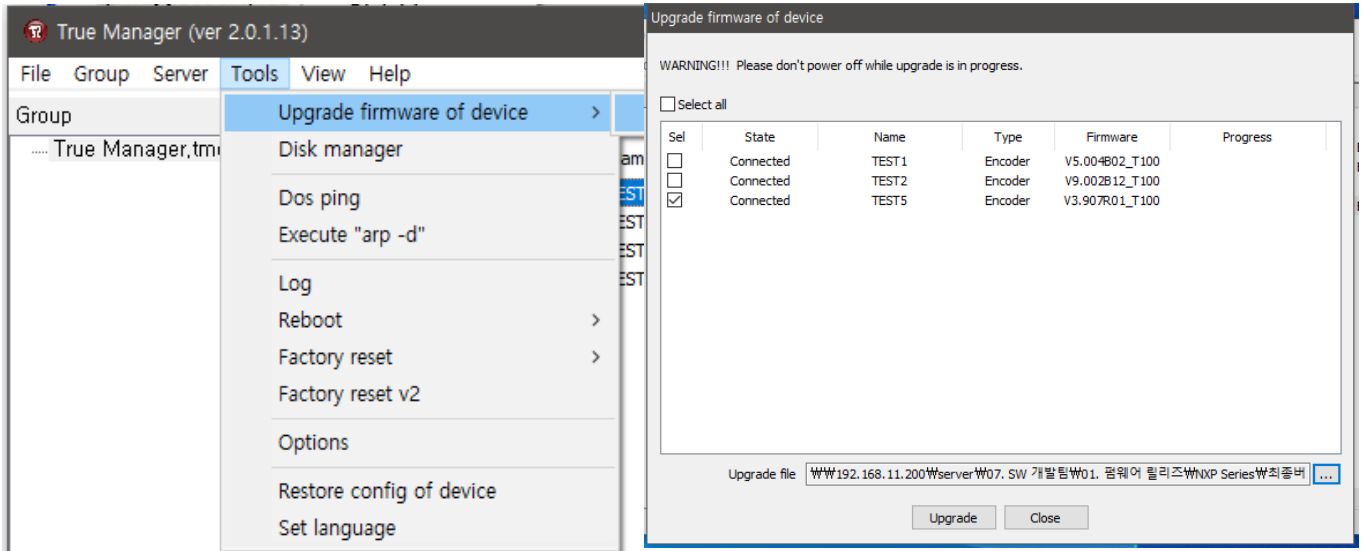 True Manager (ver 2.0.1.13)
File Group Server Tools View Help
Group
True Manager,tm
Upgrade firmware of device
Disk manager
Dos ping
Execute "arp -d"
Log
Reboot
Factory reset
Factory reset v2
Options
Restore config of device
Set language
am
EST
EST
EST
EST
Upgrade firmware of device
WARNING!!! Please don't power off while upgrade is in progress.
Select all
Sel State Name Type Firmware Progress
Connected TEST1 Encoder V5.004B02_T100
Connected TEST2 Encoder V9.002B12_T100
Connected TEST5 Encoder V3.907R01_T100
Upgrade file ₩₩192.168.11.200₩server₩07. SW 개발팀₩01. 펌웨어 릴리즈₩NXP Series₩최종버 ...
Upgrade Close